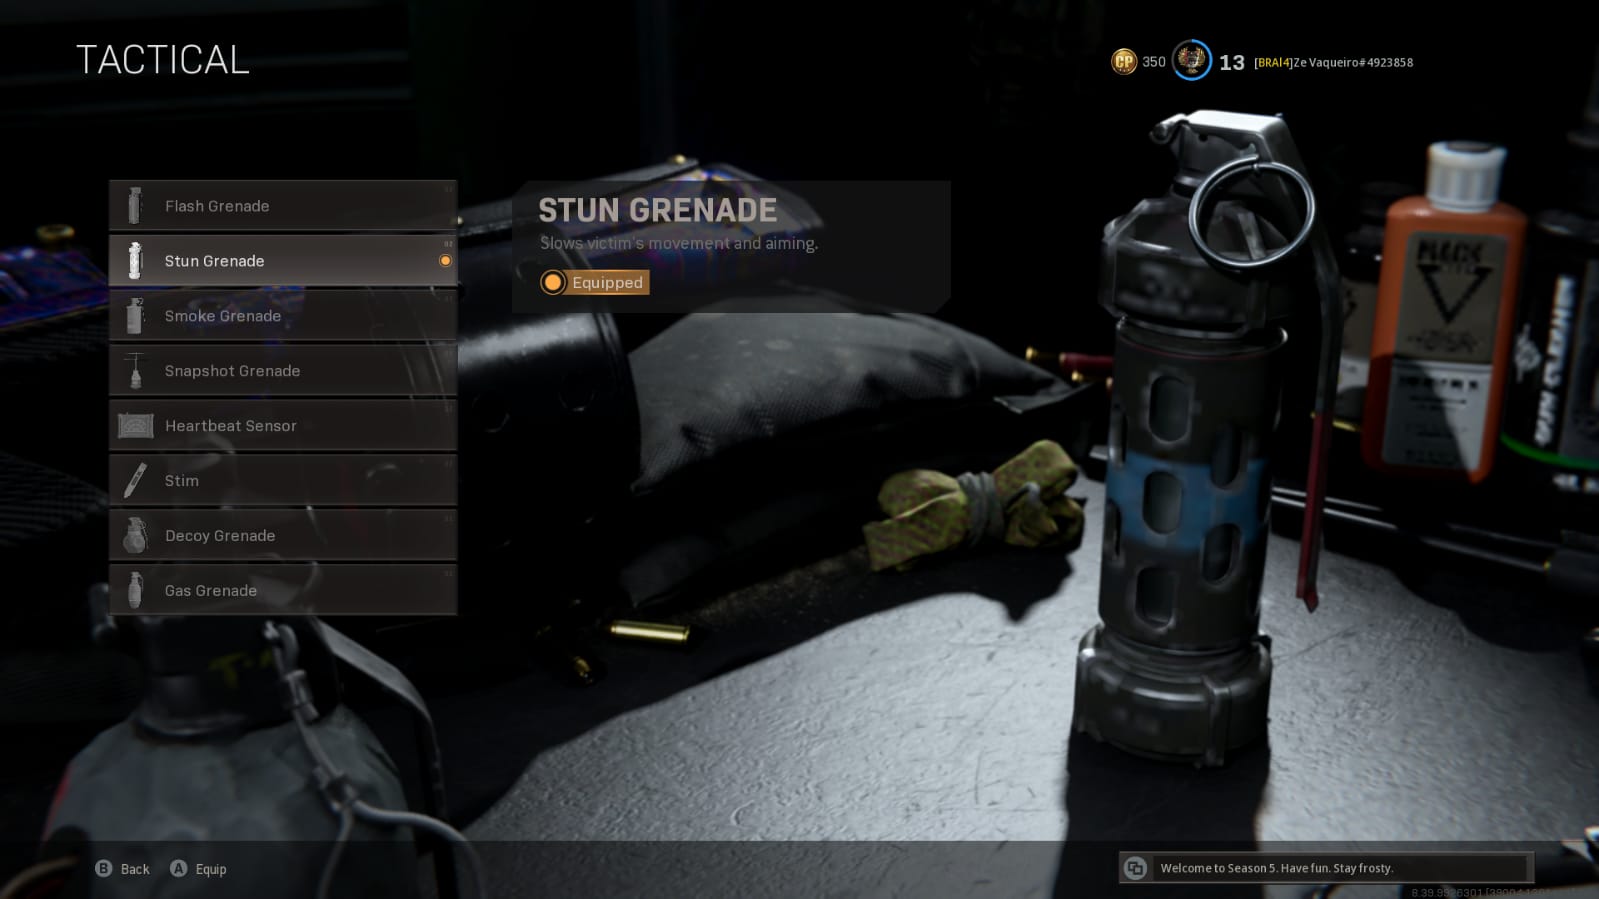 TACTICAL
CP 350 13 [BRAI4]Ze Vaqueiro#4923858
Flash Grenade
Stun Grenade
Smoke Grenade
Snapshot Grenade
Heartbeat Sensor
Stim
Decoy Grenade
Gas Grenade
STUN GRENADE
Slows victim's movement and aiming.
Equipped
B Back A Equip
Welcome to Season 5. Have fun. Stay frosty.